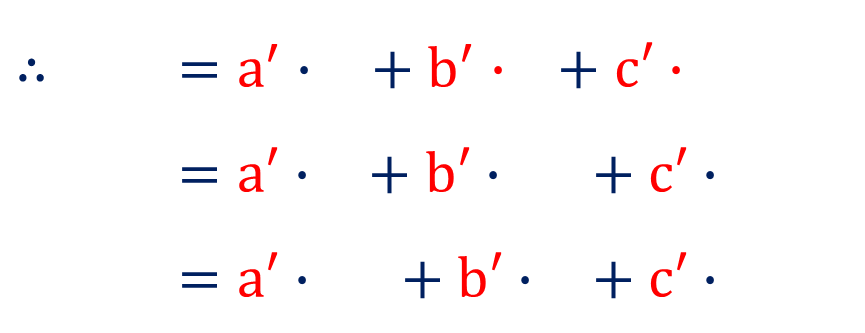 ∴ = a′ · + b′ · + c′ ·
= a′ · + b′ · + c′ ·
= a′ · + b′ · + c′ ·